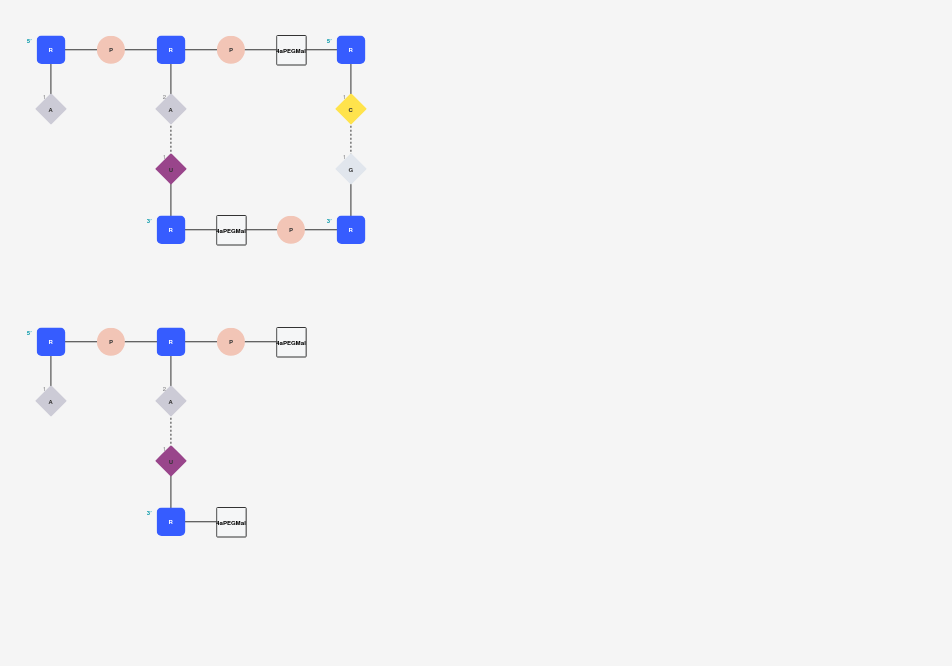 5' R P R P 4aPEGMal 5' R
1 A 2 A 1 C
1 U 1 G
3' R 4aPEGMal P 3' R
5' R P R P 4aPEGMal
1 A 2 A
1 U
3' R 4aPEGMal